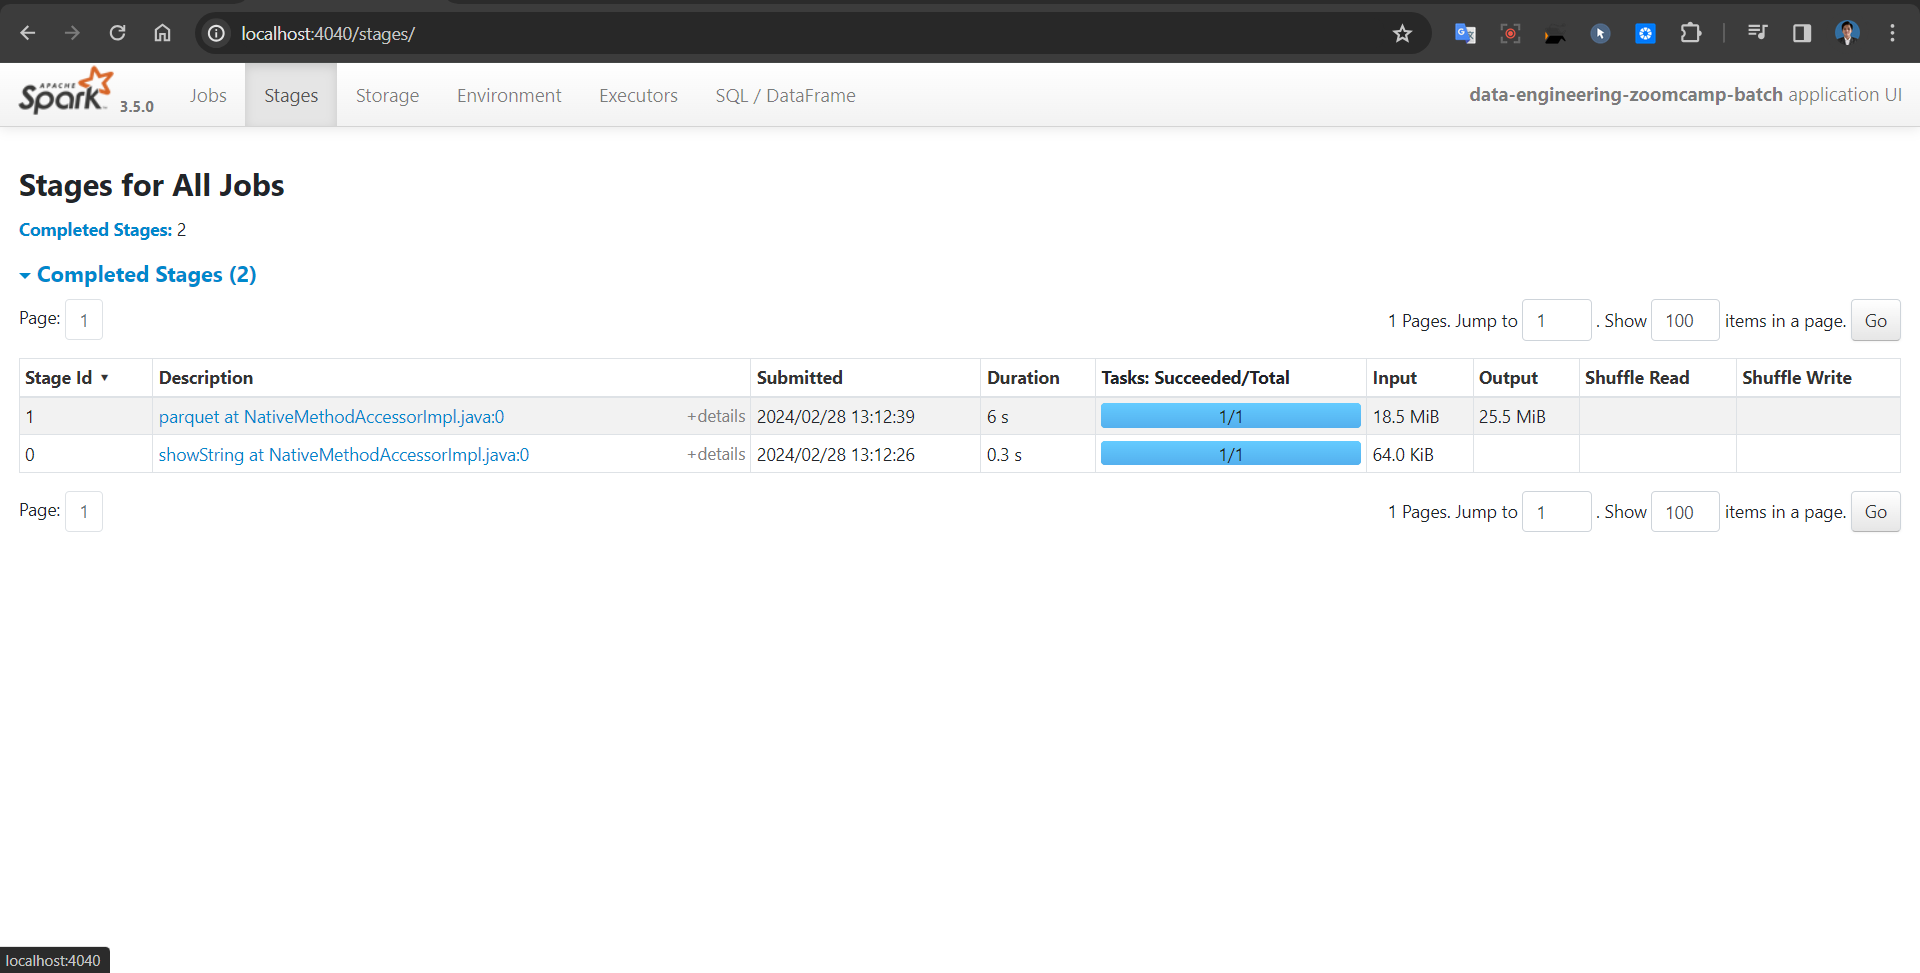 localhost:4040/stages/
APACHE Spark 3.5.0 Jobs Stages Storage Environment Executors SQL / DataFrame data-engineering-zoomcamp-batch application UI
Stages for All Jobs
Completed Stages: 2
Completed Stages (2)
Page: 1 1 Pages. Jump to 1 . Show 100 items in a page. Go
Stage Id ▾ Description Submitted Duration Tasks: Succeeded/Total Input Output Shuffle Read Shuffle Write
1 parquet at NativeMethodAccessorImpl.java:0 +details 2024/02/28 13:12:39 6 s 1/1 18.5 MiB 25.5 MiB
0 showString at NativeMethodAccessorImpl.java:0 +details 2024/02/28 13:12:26 0.3 s 1/1 64.0 KiB
Page: 1 1 Pages. Jump to 1 . Show 100 items in a page. Go
localhost:4040